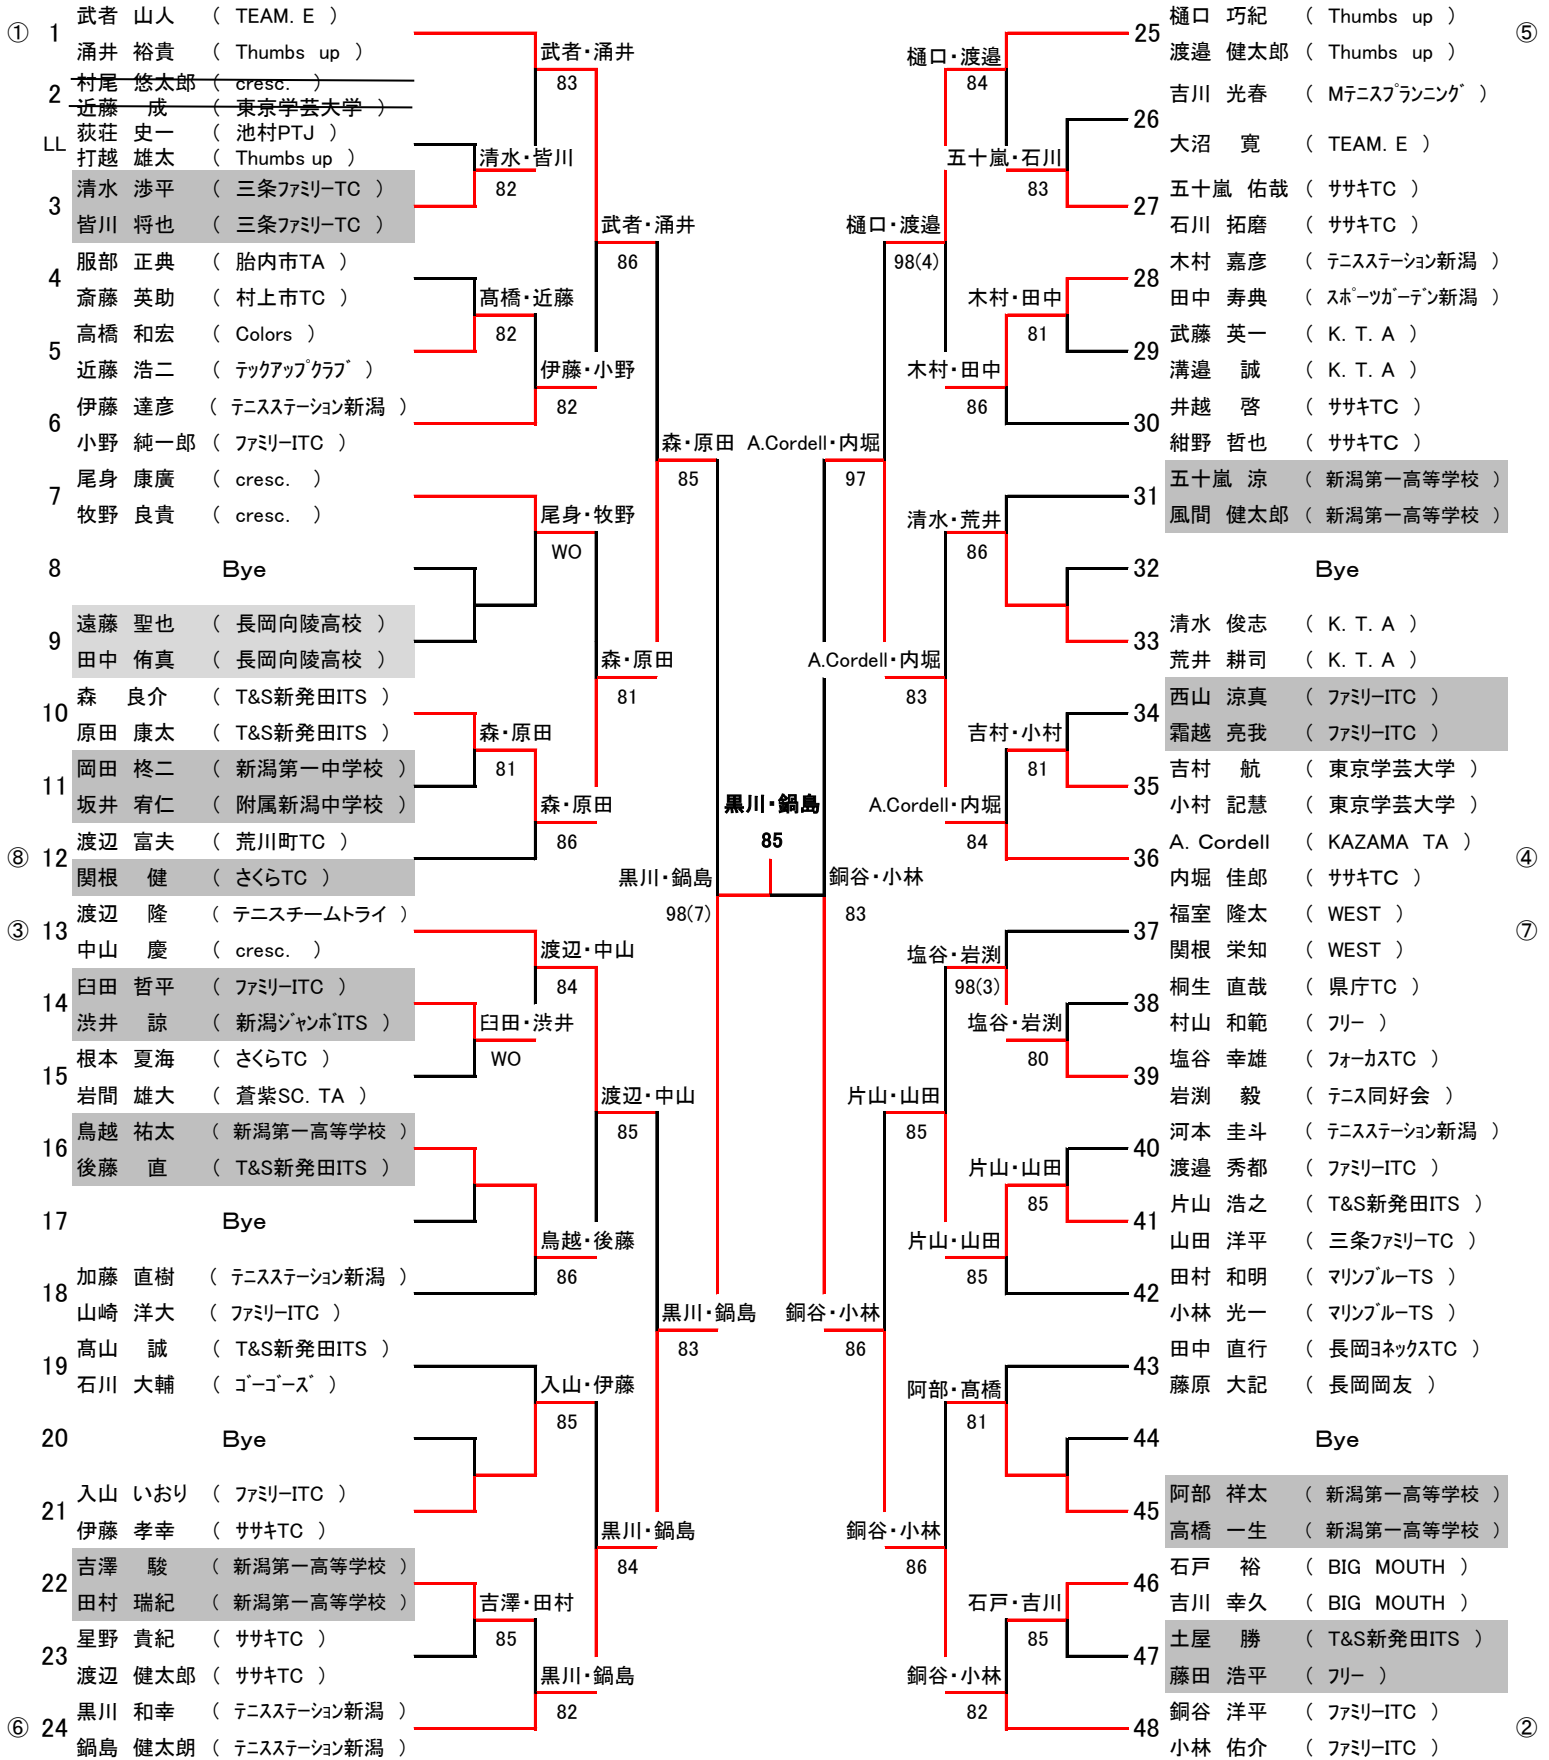 ① 1 武者 山人 ( TEAM. E )
涌井 裕貴 ( Thumbs up )
2 村尾 悠太郎 ( cresc. )
近藤 成 ( 東京学芸大学 )
LL 荻荘 史一 ( 池村PTJ )
打越 雄太 ( Thumbs up )
3 清水 渉平 ( 三条ファミリーTC )
皆川 将也 ( 三条ファミリーTC )
4 服部 正典 ( 胎内市TA )
斎藤 英助 ( 村上市TC )
5 高橋 和宏 ( Colors )
近藤 浩二 ( テックアップクラブ )
6 伊藤 達彦 ( テニスステーション新潟 )
小野 純一郎 ( ファミリーITC )
7 尾身 康廣 ( cresc. )
牧野 良貴 ( cresc. )
8 Bye
9 遠藤 聖也 ( 長岡向陵高校 )
田中 侑真 ( 長岡向陵高校 )
10 森 良介 ( T&S新発田ITS )
原田 康太 ( T&S新発田ITS )
11 岡田 柊二 ( 新潟第一中学校 )
坂井 宥仁 ( 附属新潟中学校 )
⑧ 12 渡辺 富夫 ( 荒川町TC )
関根 健 ( さくらTC )
③ 13 渡辺 隆 ( テニスチームトライ )
中山 慶 ( cresc. )
14 臼田 哲平 ( ファミリーITC )
渋井 諒 ( 新潟ジャンボITS )
15 根本 夏海 ( さくらTC )
岩間 雄大 ( 蒼紫SC. TA )
16 鳥越 祐太 ( 新潟第一高等学校 )
後藤 直 ( T&S新発田ITS )
17 Bye
18 加藤 直樹 ( テニスステーション新潟 )
山崎 洋大 ( ファミリーITC )
19 髙山 誠 ( T&S新発田ITS )
石川 大輔 ( ゴーゴーズ )
20 Bye
21 入山 いおり ( ファミリーITC )
伊藤 孝幸 ( ササキTC )
22 吉澤 駿 ( 新潟第一高等学校 )
田村 瑞紀 ( 新潟第一高等学校 )
23 星野 貴紀 ( ササキTC )
渡辺 健太郎 ( ササキTC )
⑥ 24 黒川 和幸 ( テニスステーション新潟 )
鍋島 健太朗 ( テニスステーション新潟 )
武者・涌井
83
清水・皆川
82
武者・涌井
86
髙橋・近藤
82
伊藤・小野
82
森・原田
85
尾身・牧野
WO
森・原田
81
森・原田
81
森・原田
86
黒川・鍋島
98(7)
渡辺・中山
84
臼田・渋井
WO
渡辺・中山
85
鳥越・後藤
86
黒川・鍋島
83
入山・伊藤
85
黒川・鍋島
84
吉澤・田村
85
黒川・鍋島
82
黒川・鍋島
85
樋口・渡邉
84
五十嵐・石川
83
樋口・渡邉
98(4)
木村・田中
81
木村・田中
86
A.Cordell・内堀
97
清水・荒井
86
A.Cordell・内堀
83
吉村・小村
81
A.Cordell・内堀
84
銅谷・小林
83
塩谷・岩渕
98(3)
塩谷・岩渕
80
片山・山田
85
片山・山田
85
片山・山田
85
銅谷・小林
86
阿部・髙橋
81
銅谷・小林
86
石戸・吉川
85
銅谷・小林
82
25 樋口 巧紀 ( Thumbs up ) ⑤
渡邉 健太郎 ( Thumbs up )
26 吉川 光春 ( Mテニスプランニング )
大沼 寛 ( TEAM. E )
27 五十嵐 佑哉 ( ササキTC )
石川 拓磨 ( ササキTC )
28 木村 嘉彦 ( テニスステーション新潟 )
田中 寿典 ( スポーツガーデン新潟 )
29 武藤 英一 ( K. T. A )
溝邉 誠 ( K. T. A )
30 井越 啓 ( ササキTC )
紺野 哲也 ( ササキTC )
31 五十嵐 涼 ( 新潟第一高等学校 )
風間 健太郎 ( 新潟第一高等学校 )
32 Bye
33 清水 俊志 ( K. T. A )
荒井 耕司 ( K. T. A )
34 西山 涼真 ( ファミリーITC )
霜越 亮我 ( ファミリーITC )
35 吉村 航 ( 東京学芸大学 )
小村 記慧 ( 東京学芸大学 )
36 A. Cordell ( KAZAMA TA ) ④
内堀 佳郎 ( ササキTC )
37 福室 隆太 ( WEST ) ⑦
関根 栄知 ( WEST )
38 桐生 直哉 ( 県庁TC )
村山 和範 ( フリー )
39 塩谷 幸雄 ( フォーカスTC )
岩渕 毅 ( テニス同好会 )
40 河本 圭斗 ( テニスステーション新潟 )
渡邉 秀都 ( ファミリーITC )
41 片山 浩之 ( T&S新発田ITS )
山田 洋平 ( 三条ファミリーTC )
42 田村 和明 ( マリンブルーTS )
小林 光一 ( マリンブルーTS )
43 田中 直行 ( 長岡ヨネックスTC )
藤原 大記 ( 長岡岡友 )
44 Bye
45 阿部 祥太 ( 新潟第一高等学校 )
高橋 一生 ( 新潟第一高等学校 )
46 石戸 裕 ( BIG MOUTH )
吉川 幸久 ( BIG MOUTH )
47 土屋 勝 ( T&S新発田ITS )
藤田 浩平 ( フリー )
48 銅谷 洋平 ( ファミリーITC ) ②
小林 佑介 ( ファミリーITC )